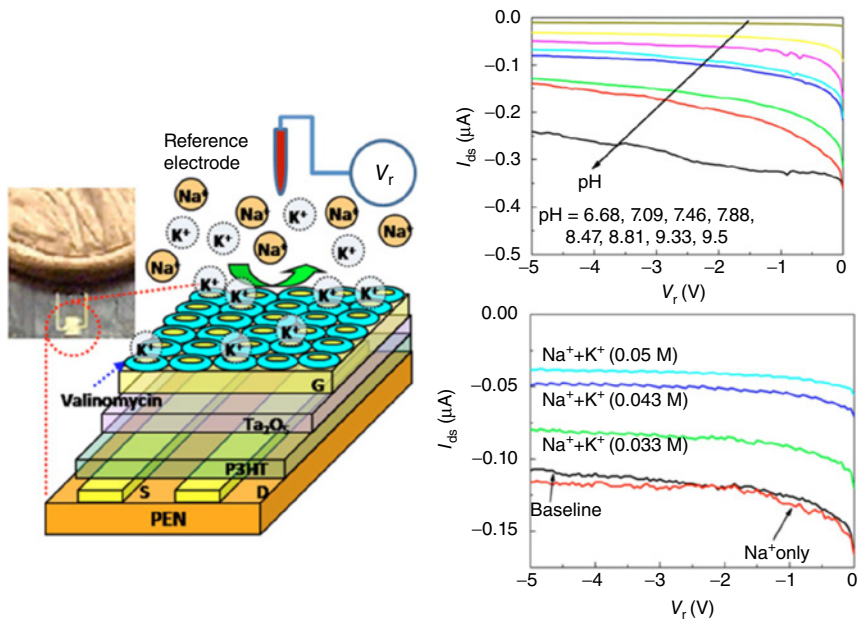 Reference
electrode
Vr
Na+
K+
Na+
K+
Na+
K+
K+
Na+
K+
Na+
K+
K+
K+
K+
K+
K+
K+
G
Valinomycin
Ta2O5
P3HT
S
D
PEN
0.0
−0.1
−0.2
−0.3
−0.4
−0.5
Ids (μA)
pH
pH = 6.68, 7.09, 7.46, 7.88,
8.47, 8.81, 9.33, 9.5
−5 −4 −3 −2 −1 0
Vr (V)
0.00
−0.05
−0.10
−0.15
Ids (μA)
Na++K+ (0.05 M)
Na++K+ (0.043 M)
Na++K+ (0.033 M)
Baseline
Na+only
−5 −4 −3 −2 −1 0
Vr (V)